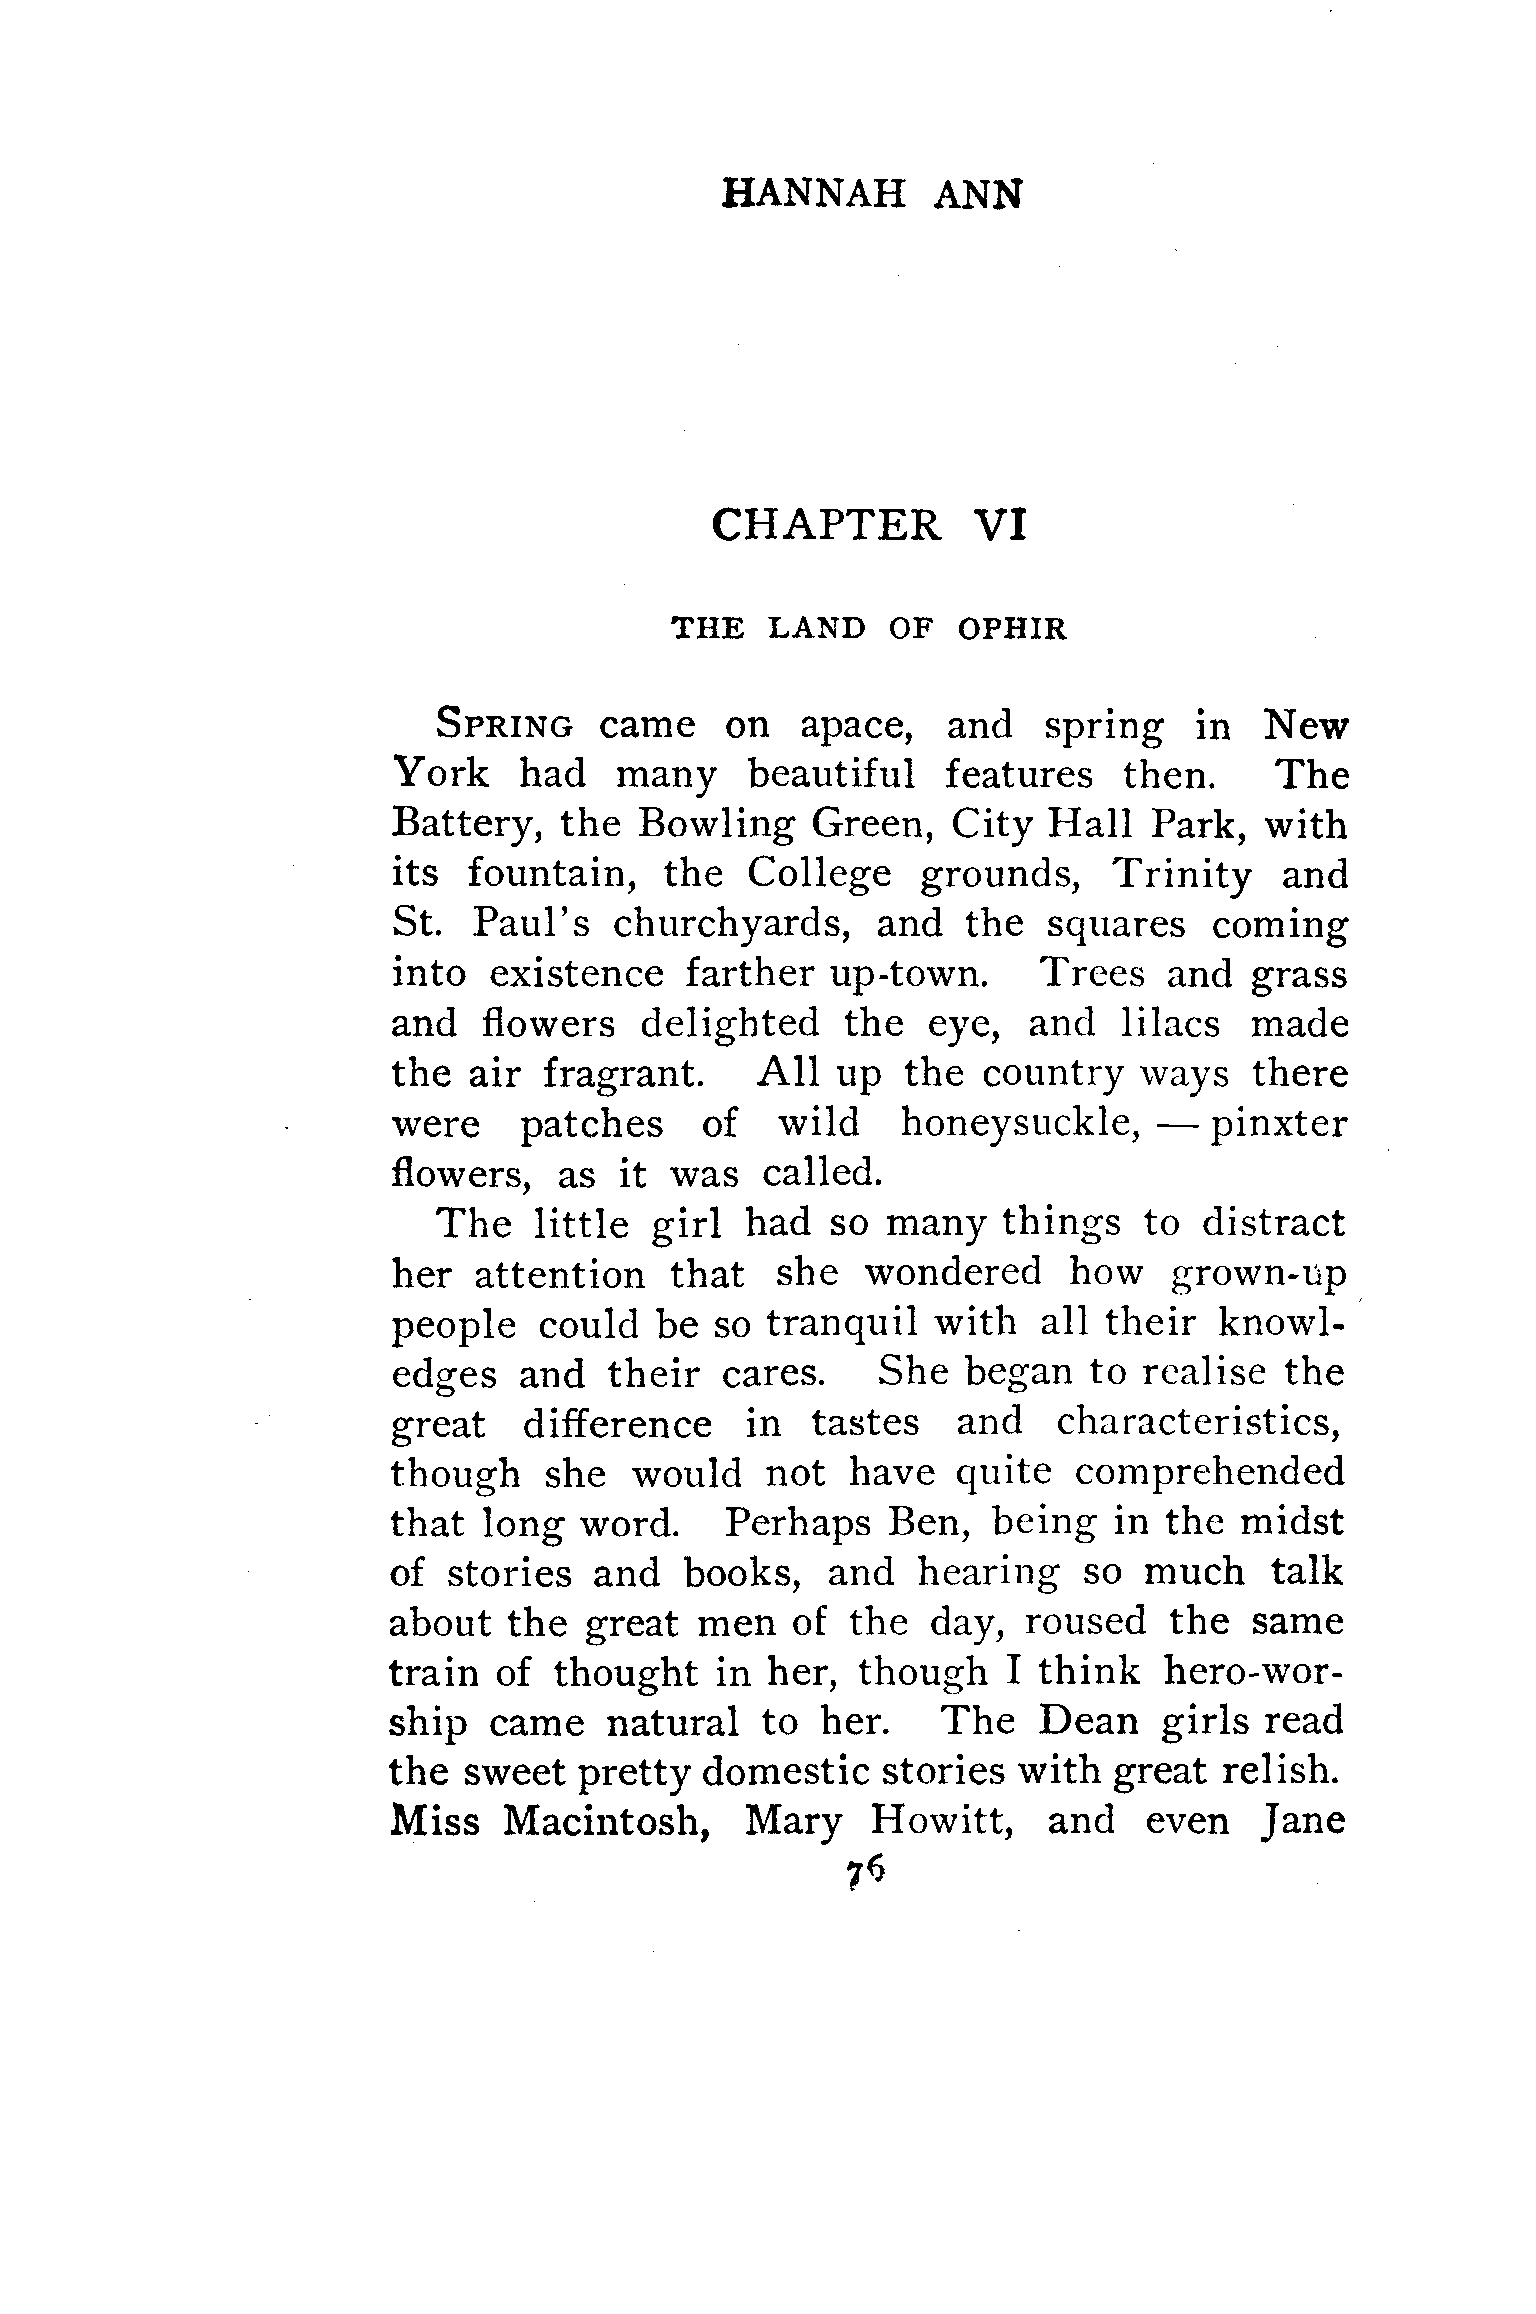 HANNAH ANN
CHAPTER VI
THE LAND OF OPHIR
SPRING came on apace, and spring in New
York had many beautiful features then. The
Battery, the Bowling Green, City Hall Park, with
its fountain, the College grounds, Trinity and
St. Paul's churchyards, and the squares coming
into existence farther up-town. Trees and grass
and flowers delighted the eye, and lilacs made
the air fragrant. All up the country ways there
were patches of wild honeysuckle, — pinxter
flowers, as it was called.
The little girl had so many things to distract
her attention that she wondered how grown-up
people could be so tranquil with all their knowl-
edges and their cares. She began to realise the
great difference in tastes and characteristics,
though she would not have quite comprehended
that long word. Perhaps Ben, being in the midst
of stories and books, and hearing so much talk
about the great men of the day, roused the same
train of thought in her, though I think hero-wor-
ship came natural to her. The Dean girls read
the sweet pretty domestic stories with great relish.
Miss Macintosh, Mary Howitt, and even Jane
76